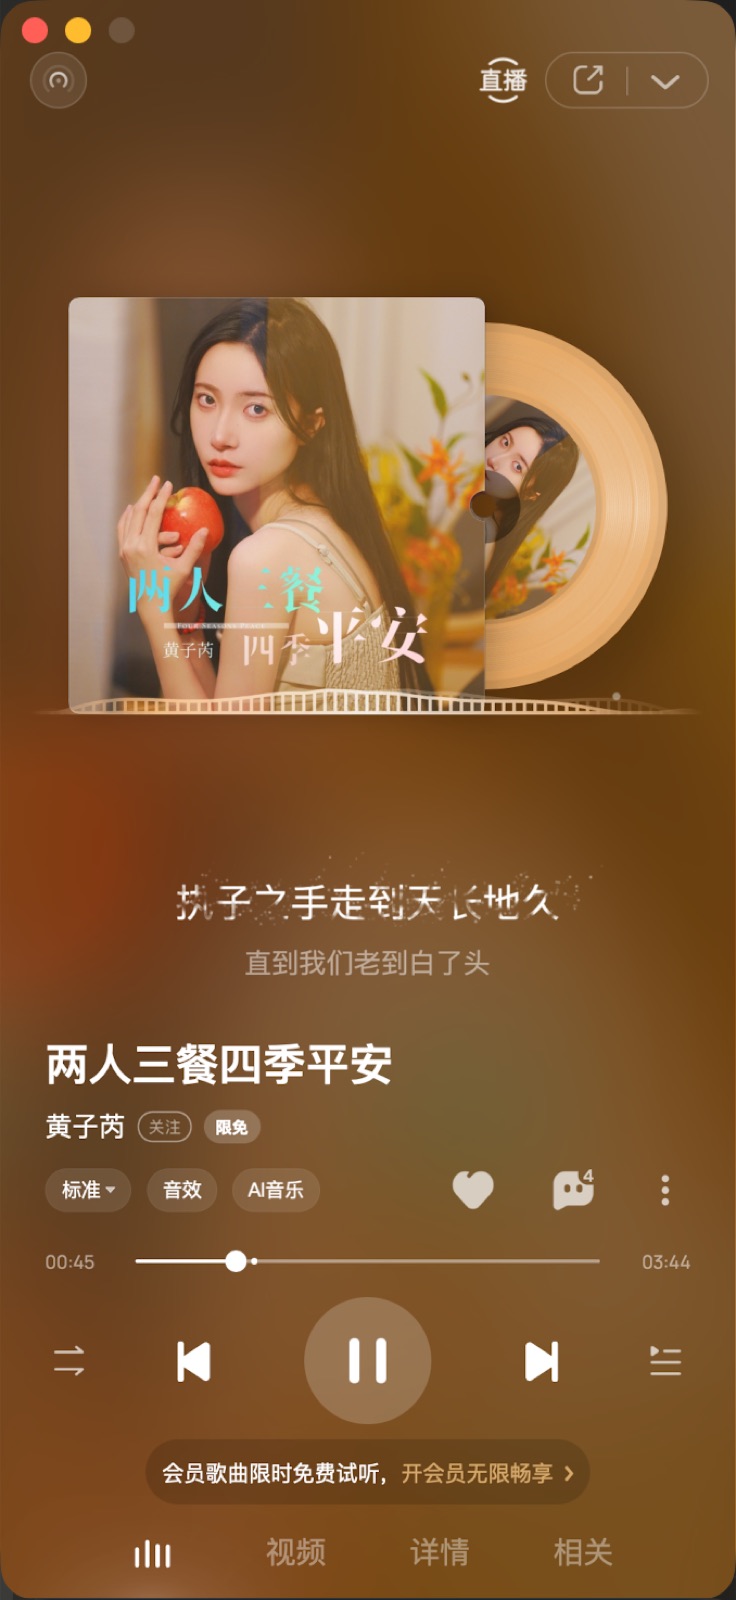 直播
两人 三餐
FOUR SEASONS PEACE
黄子芮 四季平安
执子之手走到天长地久
直到我们老到白了头
两人三餐四季平安
黄子芮 关注 限免
标准 音效 AI音乐 4
00:45 03:44
会员歌曲限时免费试听，开会员无限畅享
视频 详情 相关